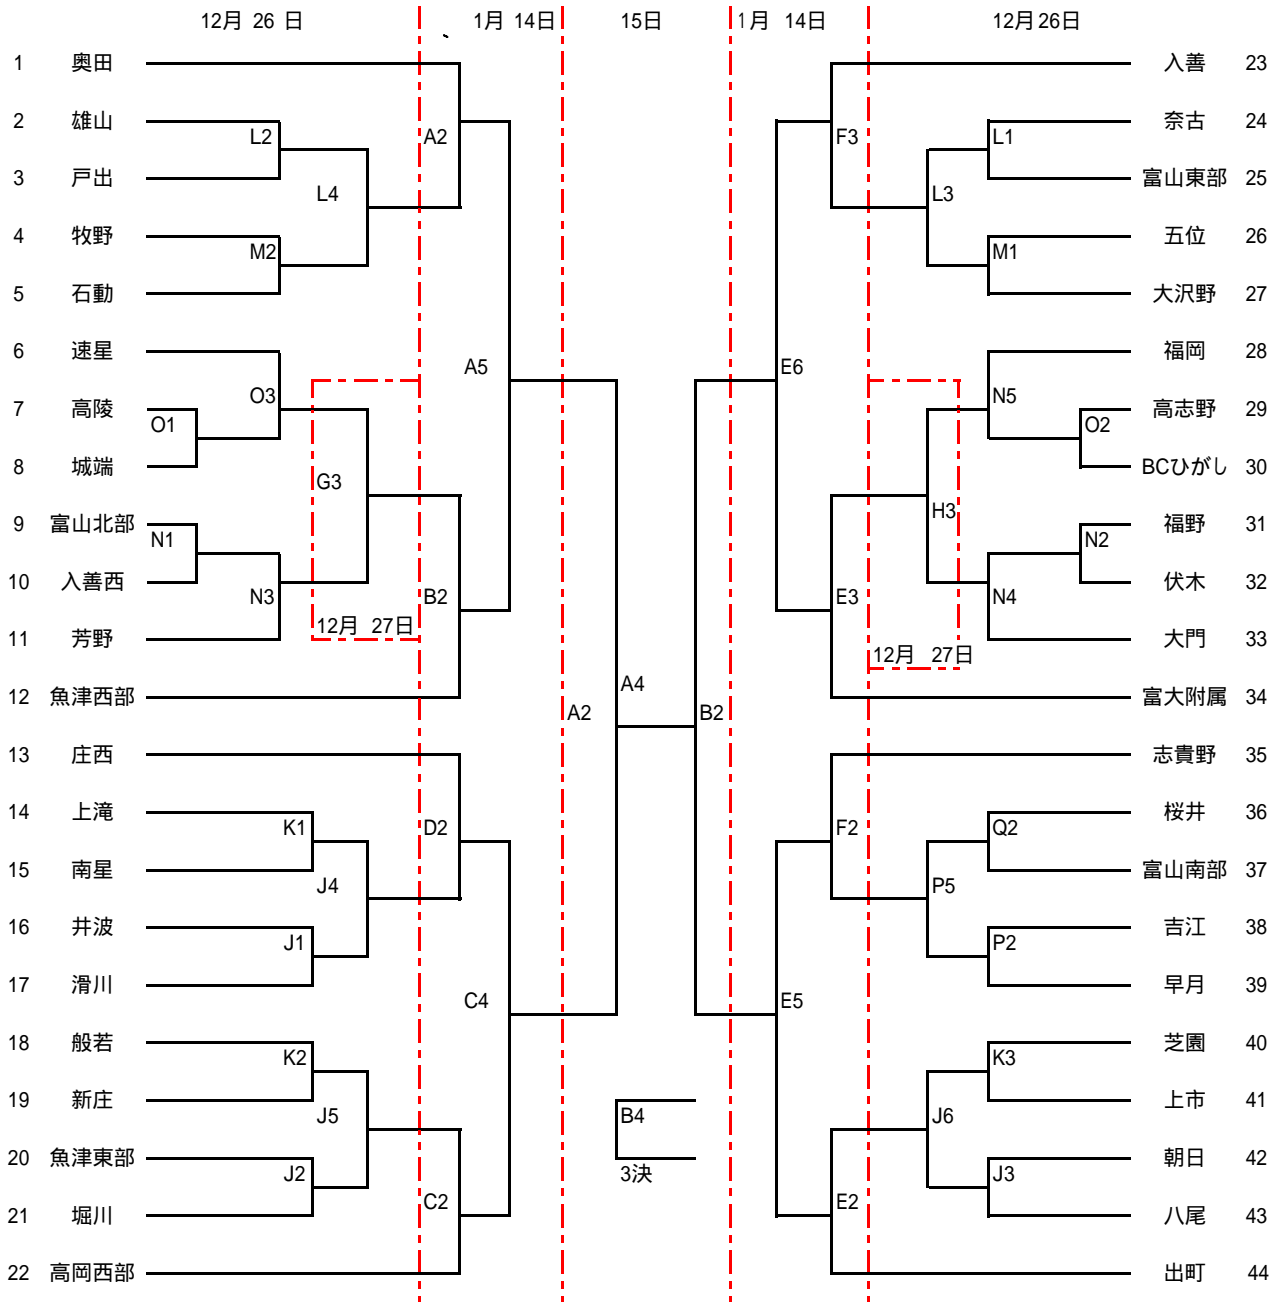 12月 26 日 1月 14日 15日 1月 14日 12月26日
1 奥田 入善 23
2 雄山 L2 A2 F3 L1 奈古 24
3 戸出 L4 L3 富山東部 25
4 牧野 M2 M1 五位 26
5 石動 大沢野 27
6 速星 A5 E6 福岡 28
7 高陵 O1 O3 N5 O2 高志野 29
8 城端 G3 BCひがし 30
9 富山北部 N1 H3 N2 福野 31
10 入善西 N3 B2 E3 N4 伏木 32
11 芳野 12月 27日 12月 27日 大門 33
12 魚津西部 A2 A4 B2 富大附属 34
13 庄西 志貴野 35
14 上滝 K1 D2 F2 Q2 桜井 36
15 南星 J4 P5 富山南部 37
16 井波 J1 P2 吉江 38
17 滑川 C4 E5 早月 39
18 般若 K2 K3 芝園 40
19 新庄 J5 B4 J6 上市 41
20 魚津東部 J2 3決 J3 朝日 42
21 堀川 C2 E2 八尾 43
22 高岡西部 出町 44